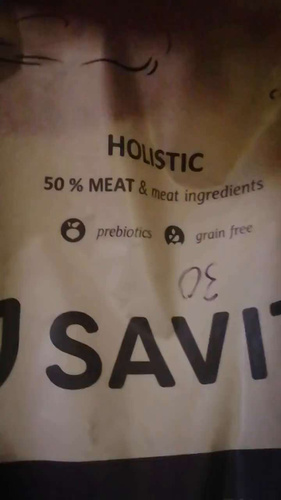 HOLISTIC
50 % MEAT & meat ingredients
prebiotics grain free
30
SAVI